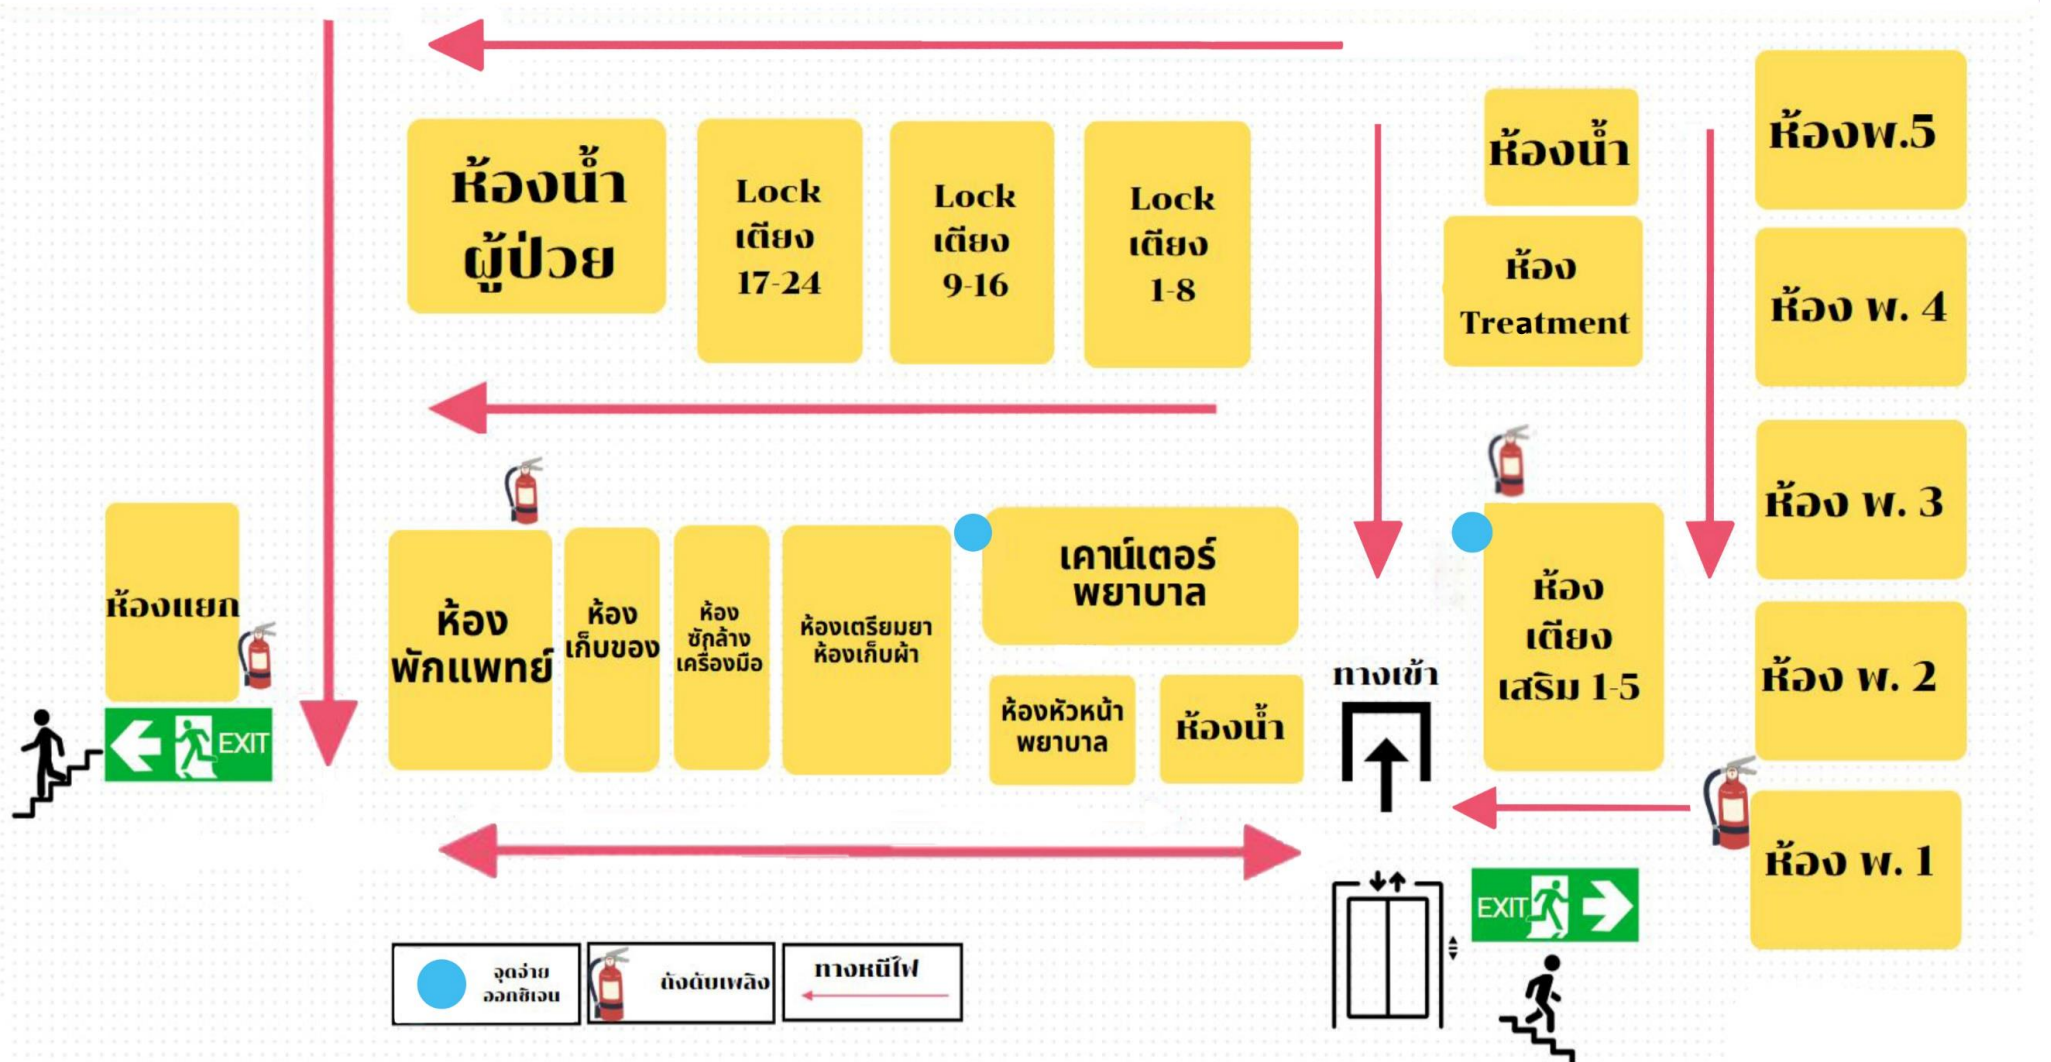 ห้องน้ำ
ผู้ป่วย
Lock
เตียง
17-24
Lock
เตียง
9-16
Lock
เตียง
1-8
ห้องน้ำ
ห้อง
Treatment
ห้องพ.5
ห้อง พ. 4
ห้อง พ. 3
ห้อง พ. 2
ห้อง พ. 1
ห้องแยก
EXIT
ห้อง
พักแพทย์
ห้อง
เก็บของ
ห้อง
ซักล้าง
เครื่องมือ
ห้องเตรียมยา
ห้องเก็บผ้า
เคาน์เตอร์
พยาบาล
ห้องหัวหน้า
พยาบาล
ห้องน้ำ
ทางเข้า
ห้อง
เตียง
เสริม 1-5
EXIT
จุดจ่าย
ออกซิเจน
ถังดับเพลิง
ทางหนีไฟ